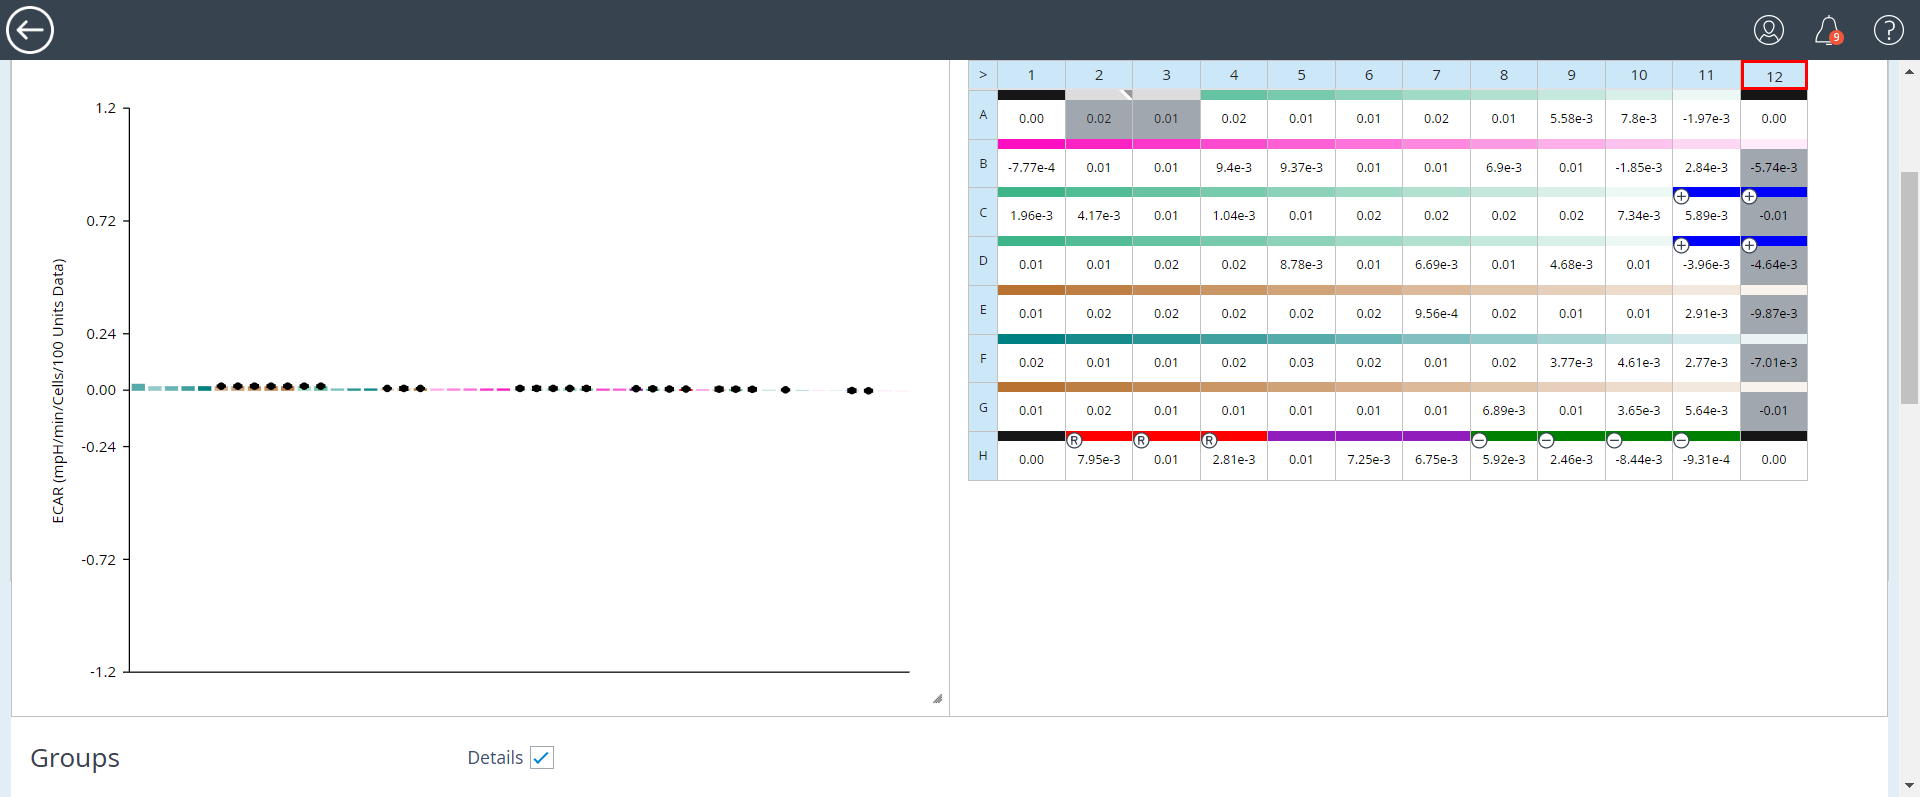 9
?
1.2
0.72
0.24
0.00
-0.24
-0.72
-1.2
ECAR (mpH/min/Cells/100 Units Data)
> 1 2 3 4 5 6 7 8 9 10 11 12
A 0.00 0.02 0.01 0.02 0.01 0.01 0.02 0.01 5.58e-3 7.8e-3 -1.97e-3 0.00
B -7.77e-4 0.01 0.01 9.4e-3 9.37e-3 0.01 0.01 6.9e-3 0.01 -1.85e-3 2.84e-3 -5.74e-3
+ +
C 1.96e-3 4.17e-3 0.01 1.04e-3 0.01 0.02 0.02 0.02 0.02 7.34e-3 5.89e-3 -0.01
+ +
D 0.01 0.01 0.02 0.02 8.78e-3 0.01 6.69e-3 0.01 4.68e-3 0.01 -3.96e-3 -4.64e-3
E 0.01 0.02 0.02 0.02 0.02 0.02 9.56e-4 0.02 0.01 0.01 2.91e-3 -9.87e-3
F 0.02 0.01 0.01 0.02 0.03 0.02 0.01 0.02 3.77e-3 4.61e-3 2.77e-3 -7.01e-3
G 0.01 0.02 0.01 0.01 0.01 0.01 0.01 6.89e-3 0.01 3.65e-3 5.64e-3 -0.01
R R R − − − −
H 0.00 7.95e-3 0.01 2.81e-3 0.01 7.25e-3 6.75e-3 5.92e-3 2.46e-3 -8.44e-3 -9.31e-4 0.00
Groups
Details